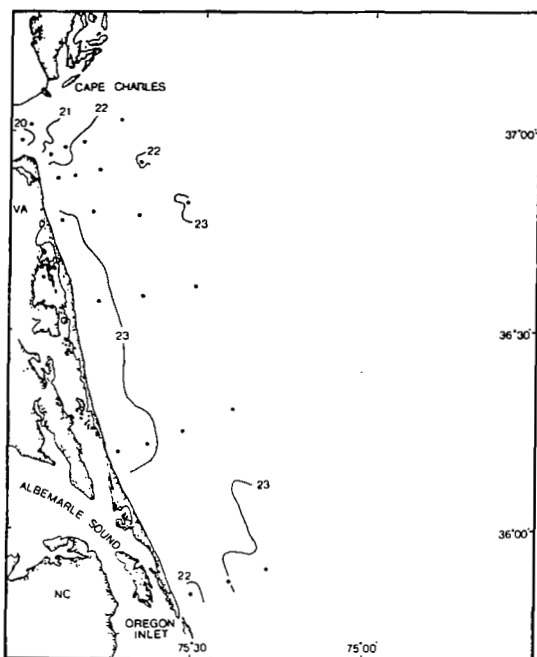 CAPE CHARLES
20
21
22
37°00'
22
VA
23
23
36°30'
23
ALBEMARLE SOUND
36°00'
22
NC
OREGON
INLET
75°30
75°00